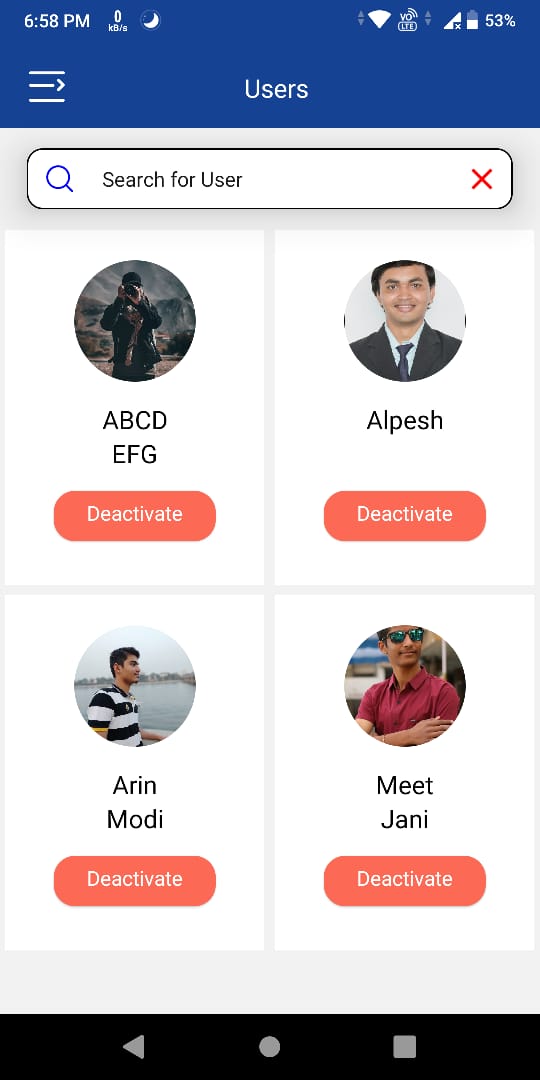 6:58 PM 0 kB/s VO LTE 53%
Users
Search for User
ABCD
EFG
Alpesh
Deactivate Deactivate
Arin
Modi
Meet
Jani
Deactivate Deactivate